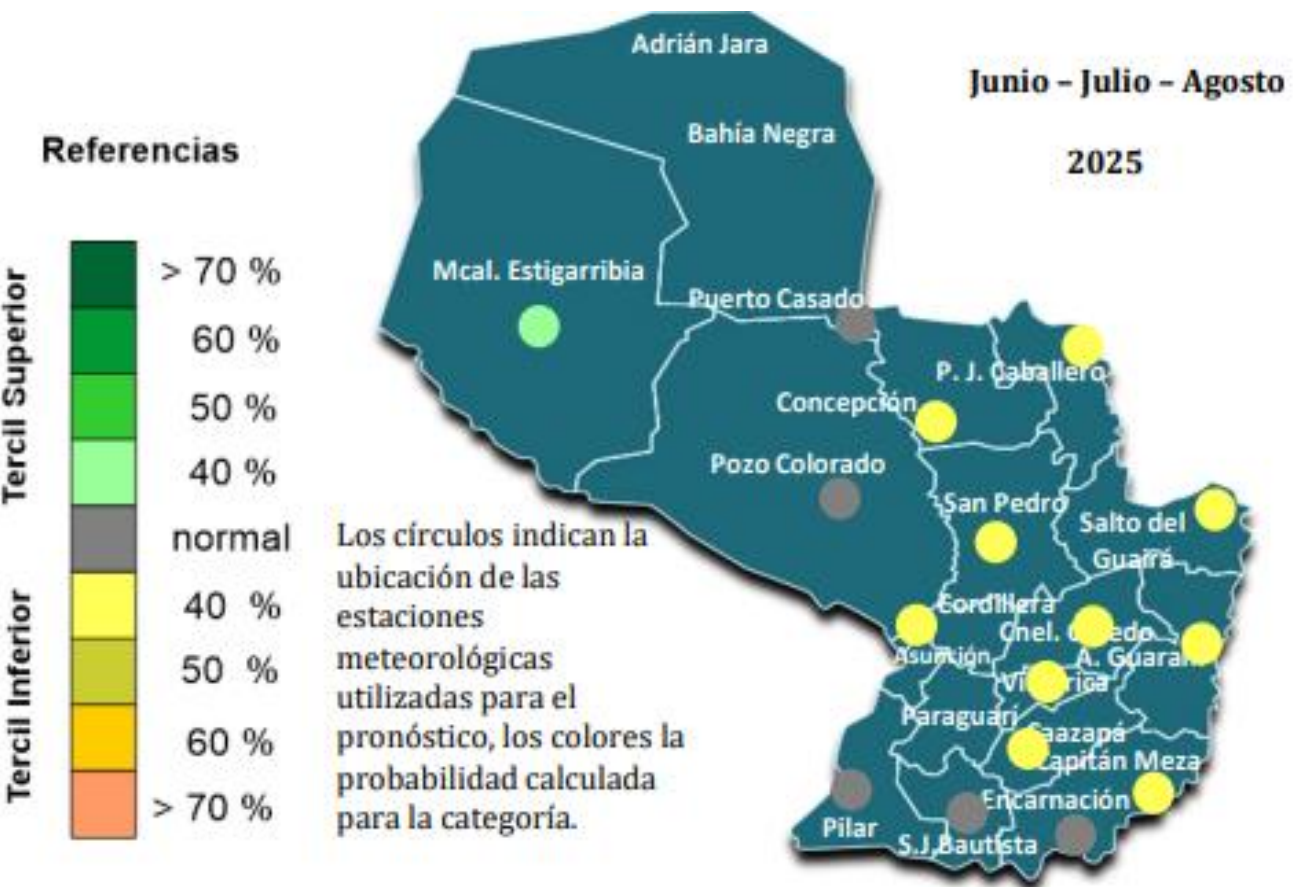 Junio – Julio – Agosto
2025
Referencias
Tercil Superior
> 70 %
60 %
50 %
40 %
normal
Tercil Inferior
40 %
50 %
60 %
> 70 %
Los círculos indican la
ubicación de las
estaciones
meteorológicas
utilizadas para el
pronóstico, los colores la
probabilidad calculada
para la categoría.
Adrián Jara
Bahía Negra
Mcal. Estigarribia
Puerto Casado
P. J. Caballero
Concepción
Pozo Colorado
San Pedro
Salto del
Guairá
Cordillera
Cnel.
Asunción
A.
Paraguarí
Capitán Meza
Encarnación
Pilar
S.J.Bautista